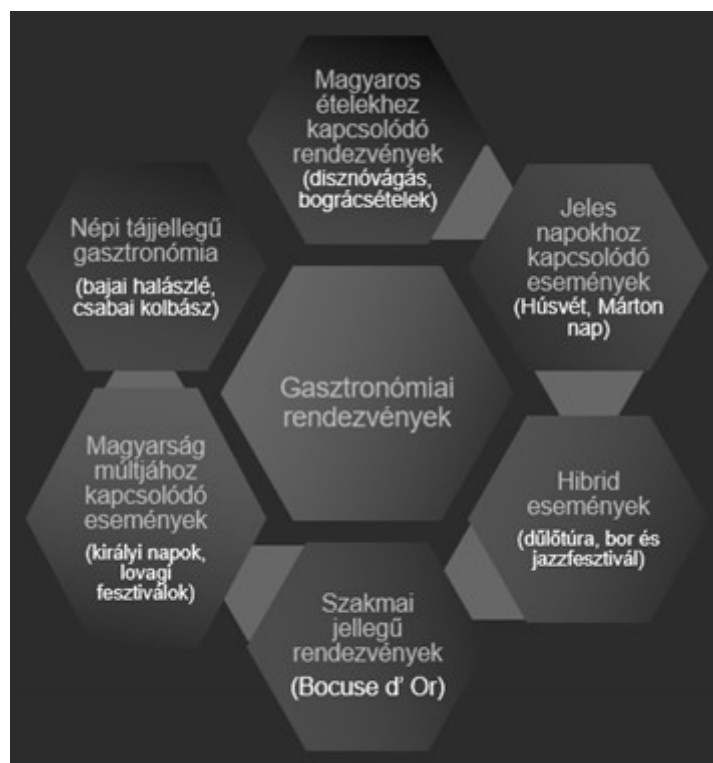 Magyaros
ételekhez
kapcsolódó
rendezvények
(disznóvágás,
bográcsételek)
Jeles
napokhoz
kapcsolódó
események
(Húsvét, Márton
nap)
Hibrid
események
(dűlőtúra, bor és
jazzfesztivál)
Szakmai
jellegű
rendezvények
(Bocuse d' Or)
Magyarság
múltjához
kapcsolódó
események
(királyi napok,
lovagi
fesztiválok)
Népi tájjellegű
gasztronómia
(bajai halászlé,
csabai kolbász)
Gasztronómiai
rendezvények